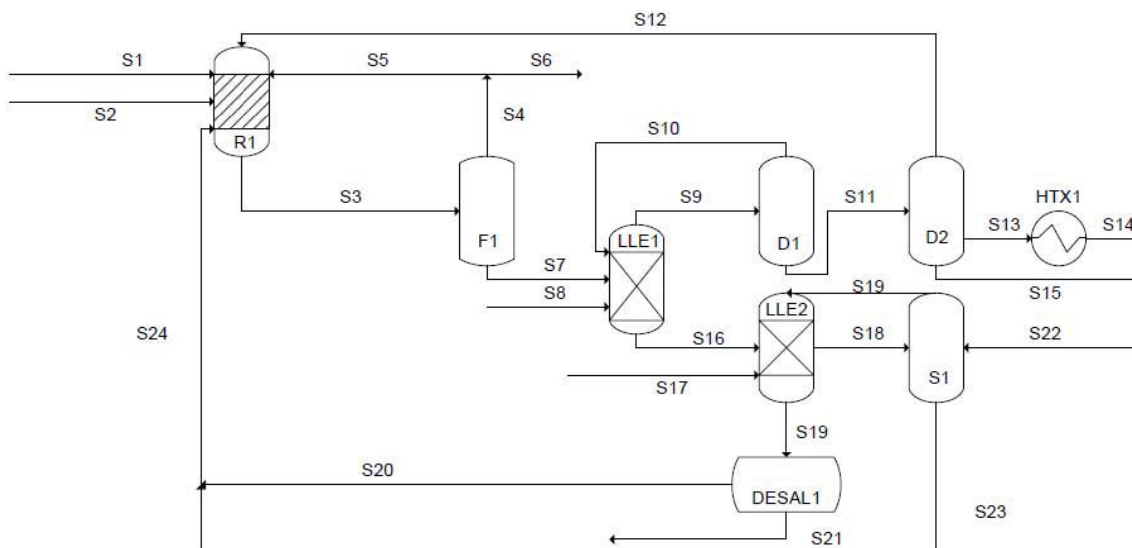 S12
S1
S5
S6
S2
S4
S10
R1
S3
S9
S11
HTX1
S13
S14
F1
LLE1
D1
D2
S7
S8
S19
S15
LLE2
S24
S16
S18
S22
S17
S1
S19
S20
DESAL1
S23
S21